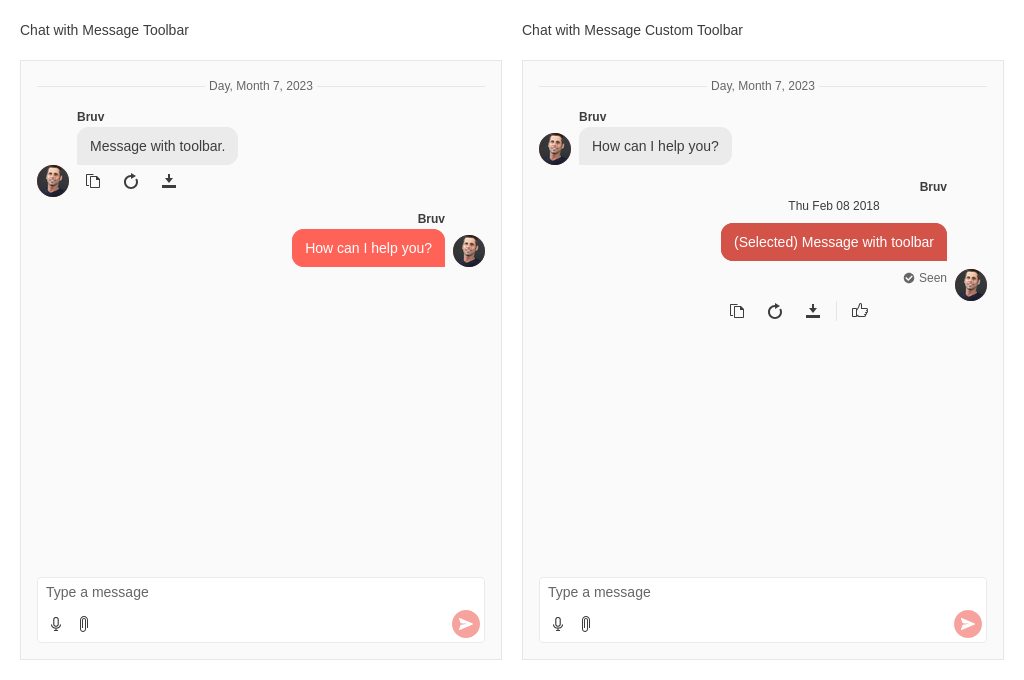 Chat with Message Toolbar
Day, Month 7, 2023
Bruv
Message with toolbar.
Bruv
How can I help you?
Type a message
Chat with Message Custom Toolbar
Day, Month 7, 2023
Bruv
How can I help you?
Bruv
Thu Feb 08 2018
(Selected) Message with toolbar
Seen
Type a message